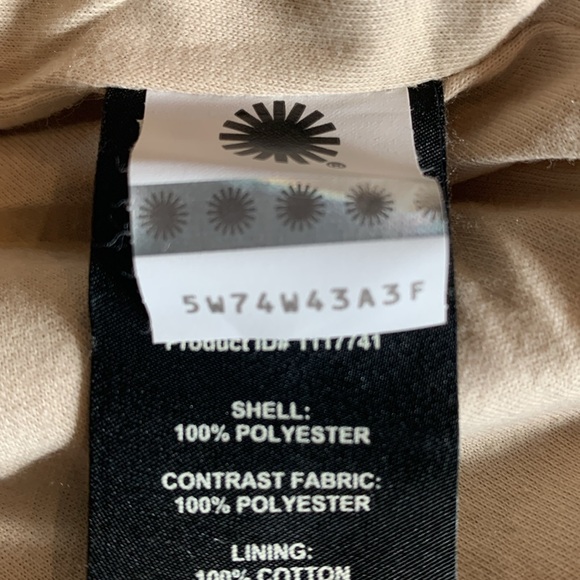 ®
5W74W43A3F
Product ID# 1117741
SHELL:
100% POLYESTER
CONTRAST FABRIC:
100% POLYESTER
LINING:
100% COTTON